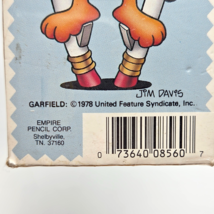 JIM DAVIS
GARFIELD: ©1978 United Feature Syndicate, Inc.
EMPIRE
PENCIL CORP.
Shelbyville,
TN. 37160
0 73640 08560 7